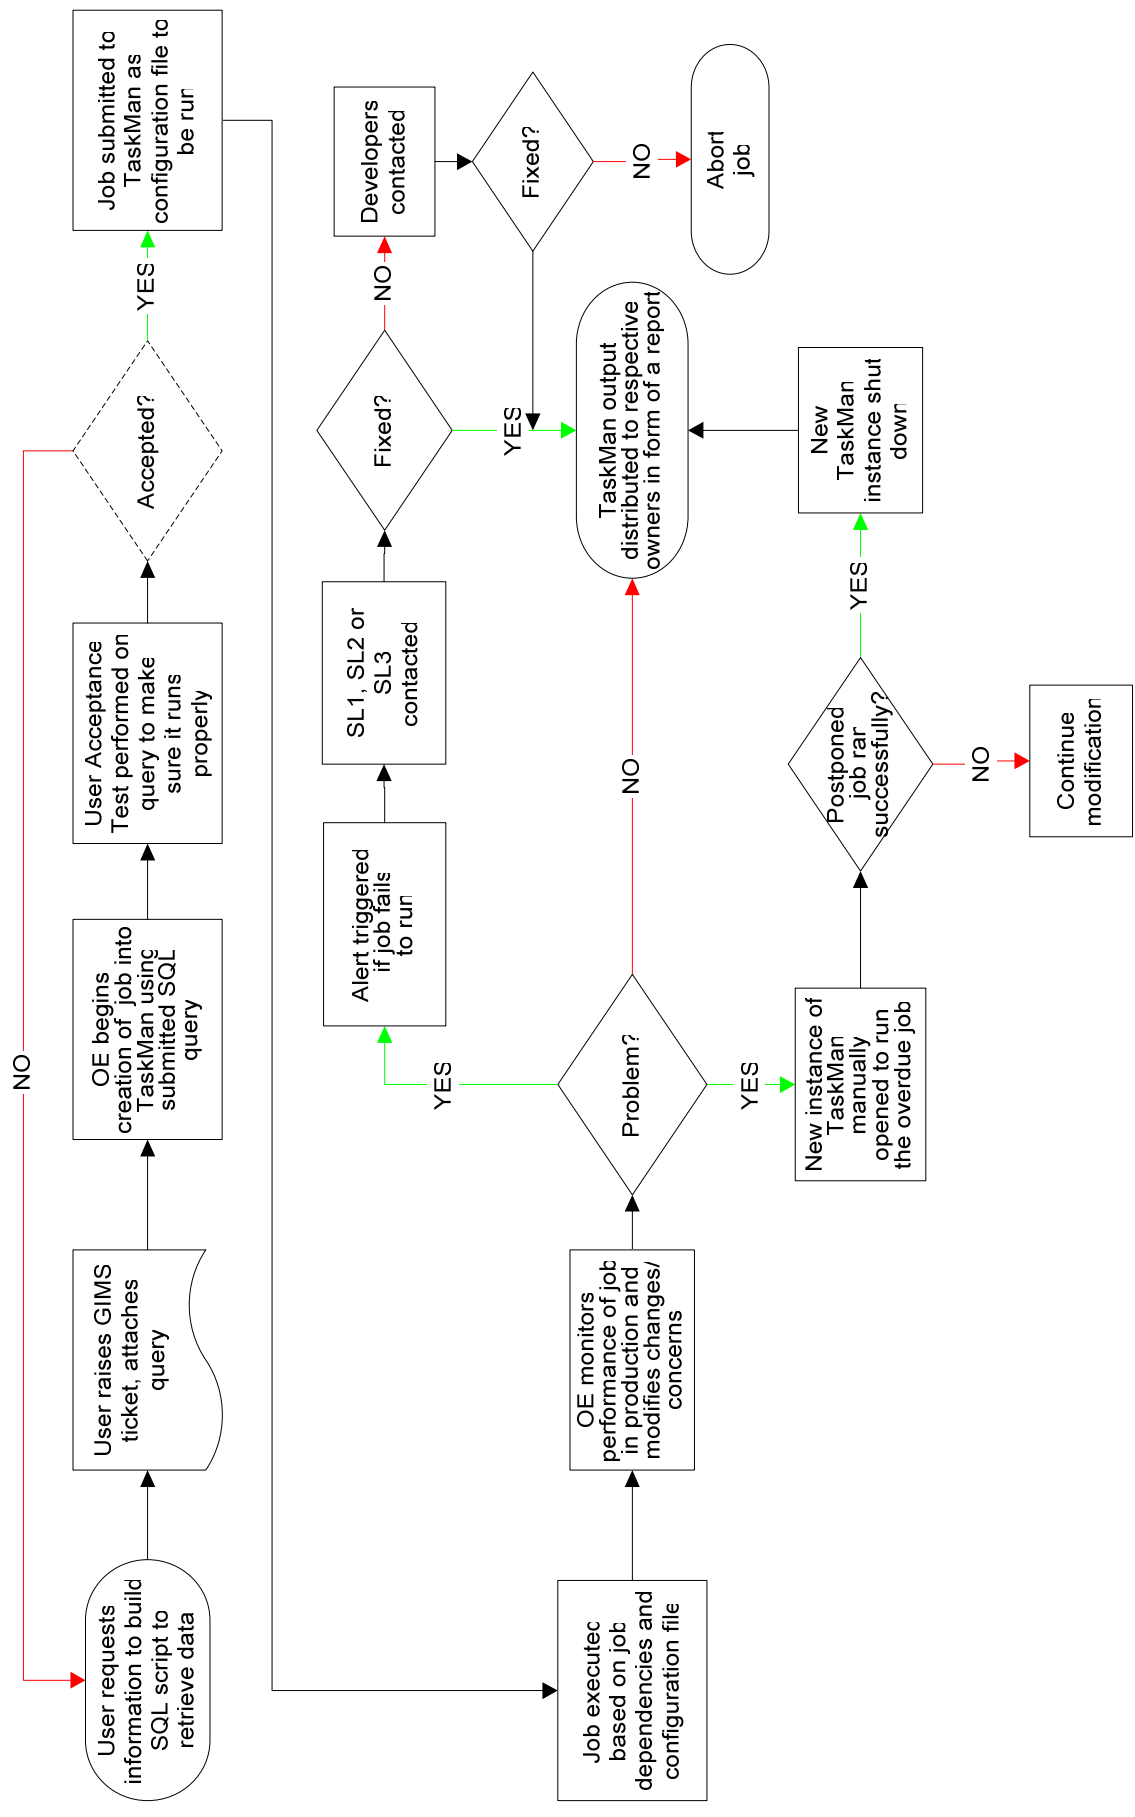 User requests
information to build
SQL script to
retrieve data
User raises GIMS
ticket, attaches
query
OE begins
creation of job into
TaskMan using
submitted SQL
query
User Acceptance
Test performed on
query to make
sure it runs
properly
Accepted?
NO
YES
Job submitted to
TaskMan as
configuration file to
be run
Job executed
based on job
dependencies and
configuration file
OE monitors
performance of job
in production and
modifies changes/
concerns
Problem?
YES
Alert triggered
if job fails
to run
SL1, SL2 or
SL3
contacted
Fixed?
NO
Developers
contacted
Fixed?
NO
Abort
job
YES
NO
TaskMan output
distributed to respective
owners in form of a report
YES
New instance of
TaskMan
manually
opened to run
the overdue job
Postponed
job ran
successfully?
YES
New
TaskMan
instance shut
down
NO
Continue
modification